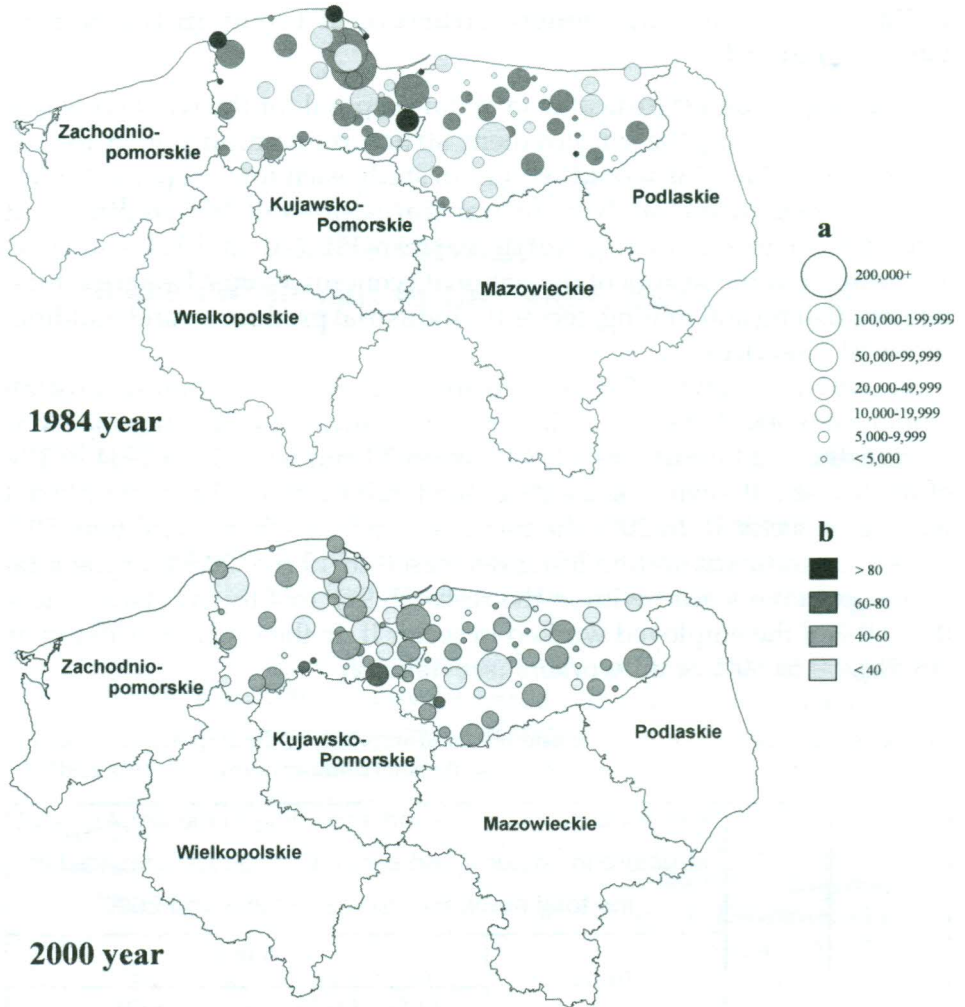 Zachodnio-
pomorskie
Kujawsko-
Pomorskie
Podlaskie
Mazowieckie
Wielkopolskie
1984 year
a
200,000+
100,000-199,999
50,000-99,999
20,000-49,999
10,000-19,999
5,000-9,999
<5,000
Zachodnio-
pomorskie
Kujawsko-
Pomorskie
Podlaskie
Mazowieckie
Wielkopolskie
2000 year
b
> 80
60-80
40-60
< 40